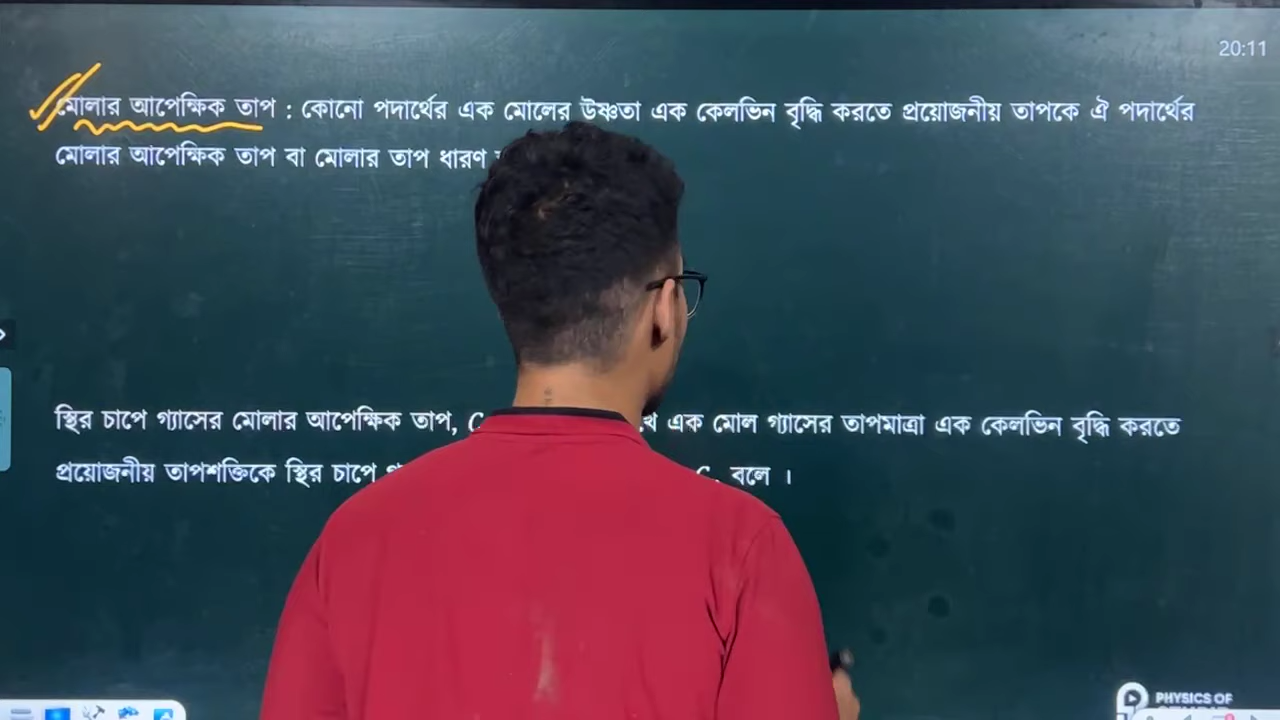 20:11
মোলার আপেক্ষিক তাপ : কোনো পদার্থের এক মোলের উষ্ণতা এক কেলভিন বৃদ্ধি করতে প্রয়োজনীয় তাপকে ঐ পদার্থের
মোলার আপেক্ষিক তাপ বা মোলার তাপ ধারণ
স্থির চাপে গ্যাসের মোলার আপেক্ষিক তাপ, এক মোল গ্যাসের তাপমাত্রা এক কেলভিন বৃদ্ধি করতে
প্রয়োজনীয় তাপশক্তিকে স্থির চাপে বলে ।
PHYSICS OF